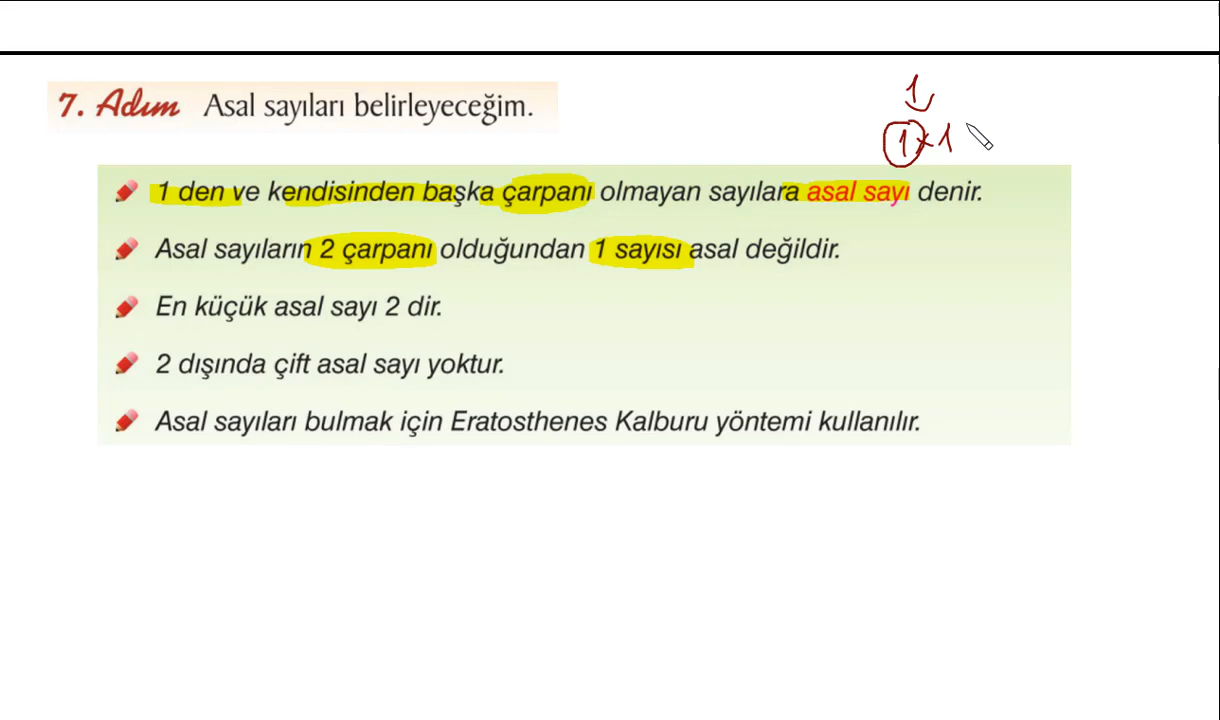 7. Adım Asal sayıları belirleyeceğim.
1
1x1
1 den ve kendisinden başka çarpanı olmayan sayılara asal sayı denir.
Asal sayıların 2 çarpanı olduğundan 1 sayısı asal değildir.
En küçük asal sayı 2 dir.
2 dışında çift asal sayı yoktur.
Asal sayıları bulmak için Eratosthenes Kalburu yöntemi kullanılır.